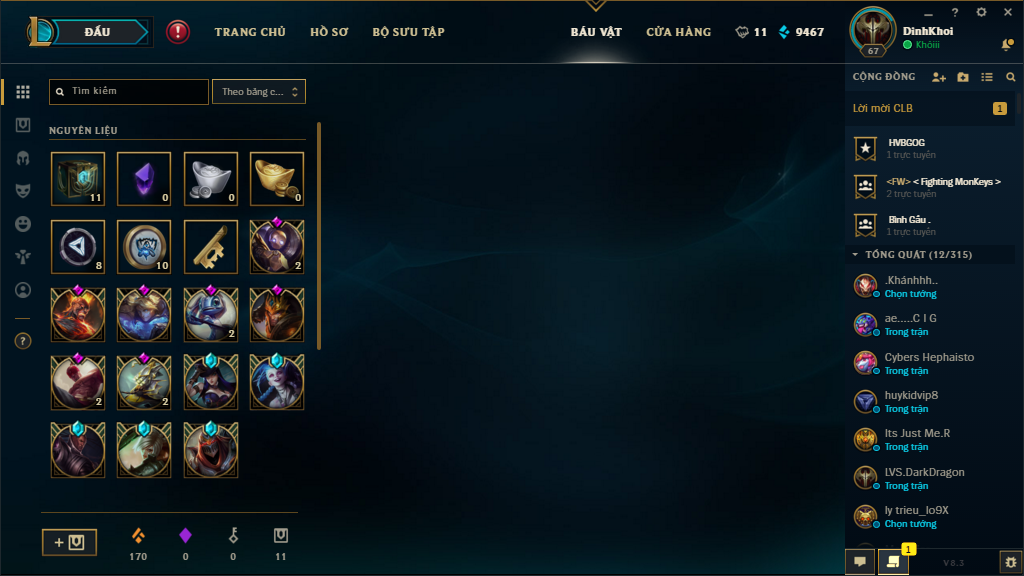 ĐẤU
TRANG CHỦ
HỒ SƠ
BỘ SƯU TẬP
BÁU VẬT
CỬA HÀNG
11
9467
67
DinhKhoi
Khôiii
CỘNG ĐỒNG
Lời mời CLB
1
HVBGOG
1 trực tuyến
<FW> < Fighting MonKeys >
2 trực tuyến
Bình Gấu .
1 trực tuyến
TỔNG QUÁT (12/315)
.Khánhhh..
Chọn tướng
ae.....C I G
Trong trận
Cybers Hephaisto
Trong trận
huykidvip8
Trong trận
Its Just Me.R
Trong trận
LVS.DarkDragon
Trong trận
ly trieu_lo9X
Chọn tướng
1
V8.3
Tìm kiếm
Theo bảng c...
NGUYÊN LIỆU
11
0
0
0
8
10
2
2
2
2
170
0
0
11